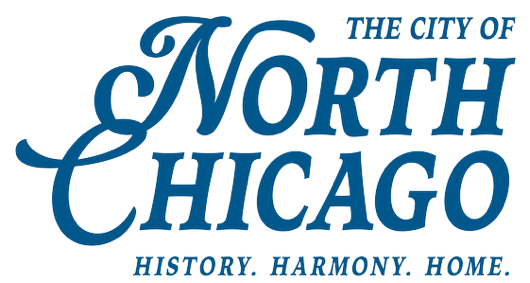 THE CITY OF
NORTH
CHICAGO
HISTORY. HARMONY. HOME.